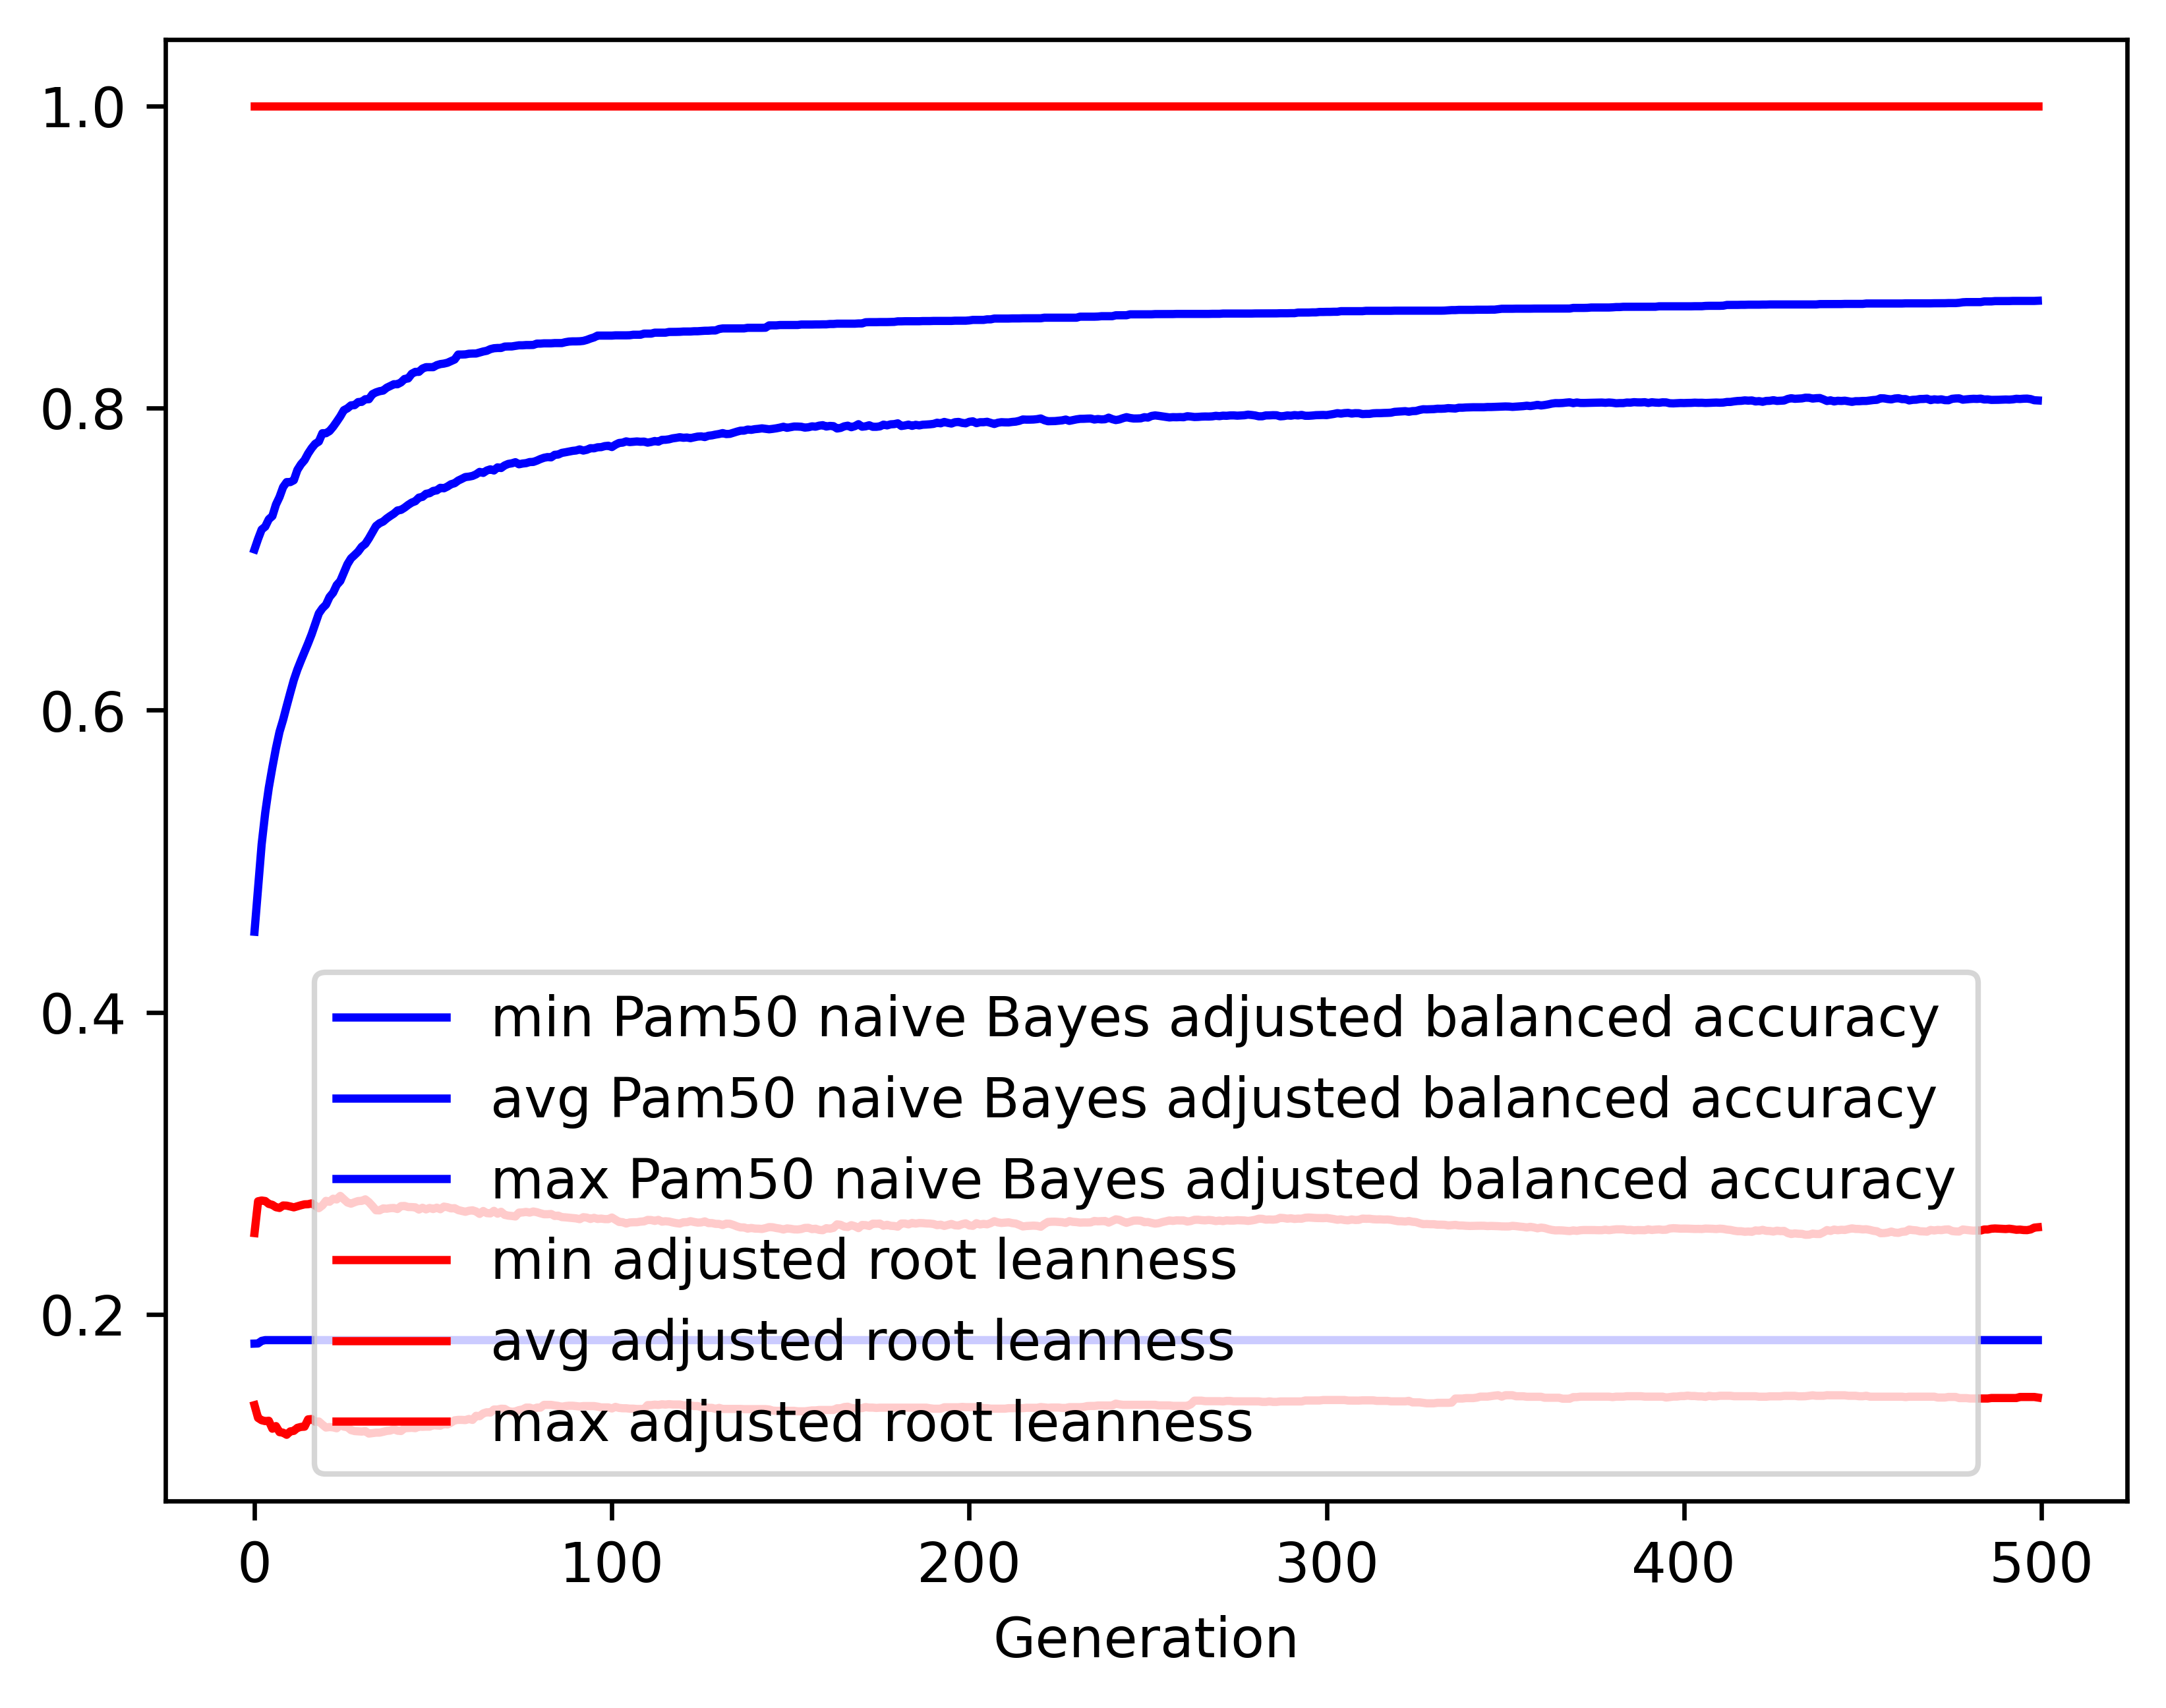 1.0
0.8
0.6
0.4
0.2
min Pam50 naive Bayes adjusted balanced accuracy
avg Pam50 naive Bayes adjusted balanced accuracy
max Pam50 naive Bayes adjusted balanced accuracy
min adjusted root leanness
avg adjusted root leanness
max adjusted root leanness
0 100 200 300 400 500
Generation